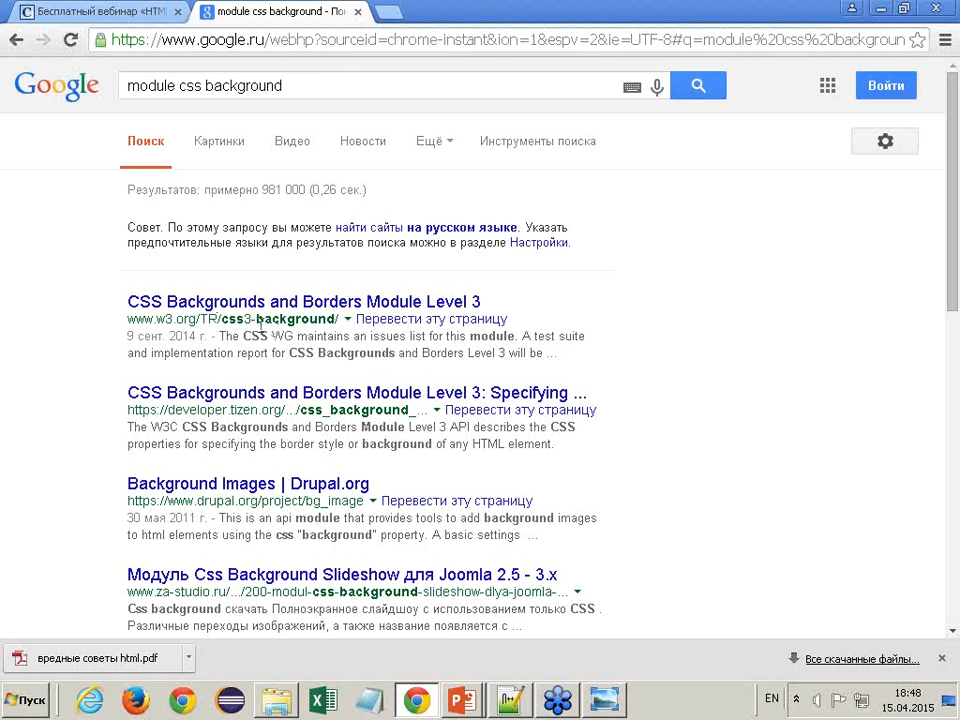 Бесплатный вебинар «HTM
module css background - По
https://www.google.ru/webhp?sourceid=chrome-instant&ion=1&espv=2&ie=UTF-8#q=module%20css%20backgroun
Google
module css background
Войти
Поиск Картинки Видео Новости Ещё Инструменты поиска
Результатов: примерно 981 000 (0,26 сек.)
Совет. По этому запросу вы можете найти сайты на русском языке. Указать
предпочтительные языки для результатов поиска можно в разделе Настройки.
CSS Backgrounds and Borders Module Level 3
www.w3.org/TR/css3-background/ Перевести эту страницу
9 сент. 2014 г. - The CSS WG maintains an issues list for this module. A test suite
and implementation report for CSS Backgrounds and Borders Level 3 will be ...
CSS Backgrounds and Borders Module Level 3: Specifying ...
https://developer.tizen.org/.../css_background_... Перевести эту страницу
The W3C CSS Backgrounds and Borders Module Level 3 API describes the CSS
properties for specifying the border style or background of any HTML element.
Background Images | Drupal.org
https://www.drupal.org/project/bg_image Перевести эту страницу
30 мая 2011 г. - This is an api module that provides tools to add background images
to html elements using the css "background" property. A basic settings ...
Модуль Css Background Slideshow для Joomla 2.5 - 3.x
www.za-studio.ru/.../200-modul-css-background-slideshow-dlya-joomla-...
Css background скачать Полноэкранное слайдшоу с использованием только CSS .
Различные переходы изображений, а также название появляется с ...
вредные советы html.pdf
Все скачанные файлы...
Пуск
EN
18:48
15.04.2015